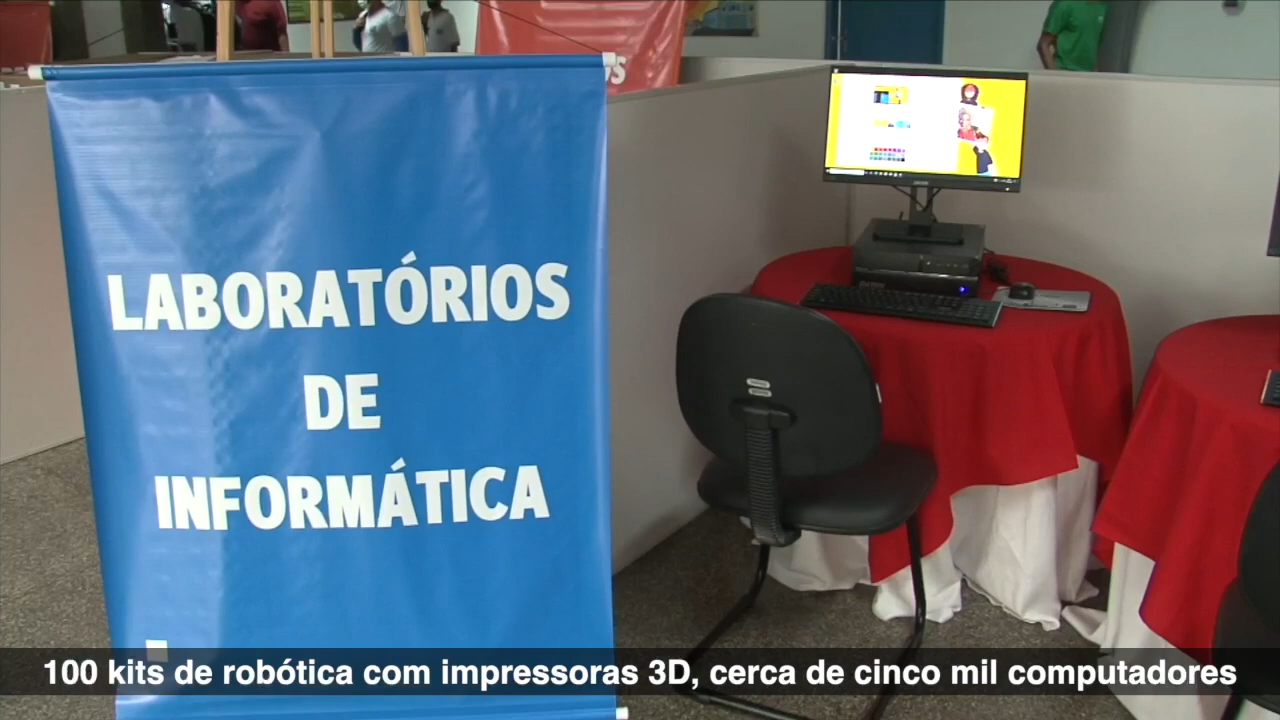 LABORATÓRIOS
DE
INFORMÁTICA
100 kits de robótica com impressoras 3D, cerca de cinco mil computadores